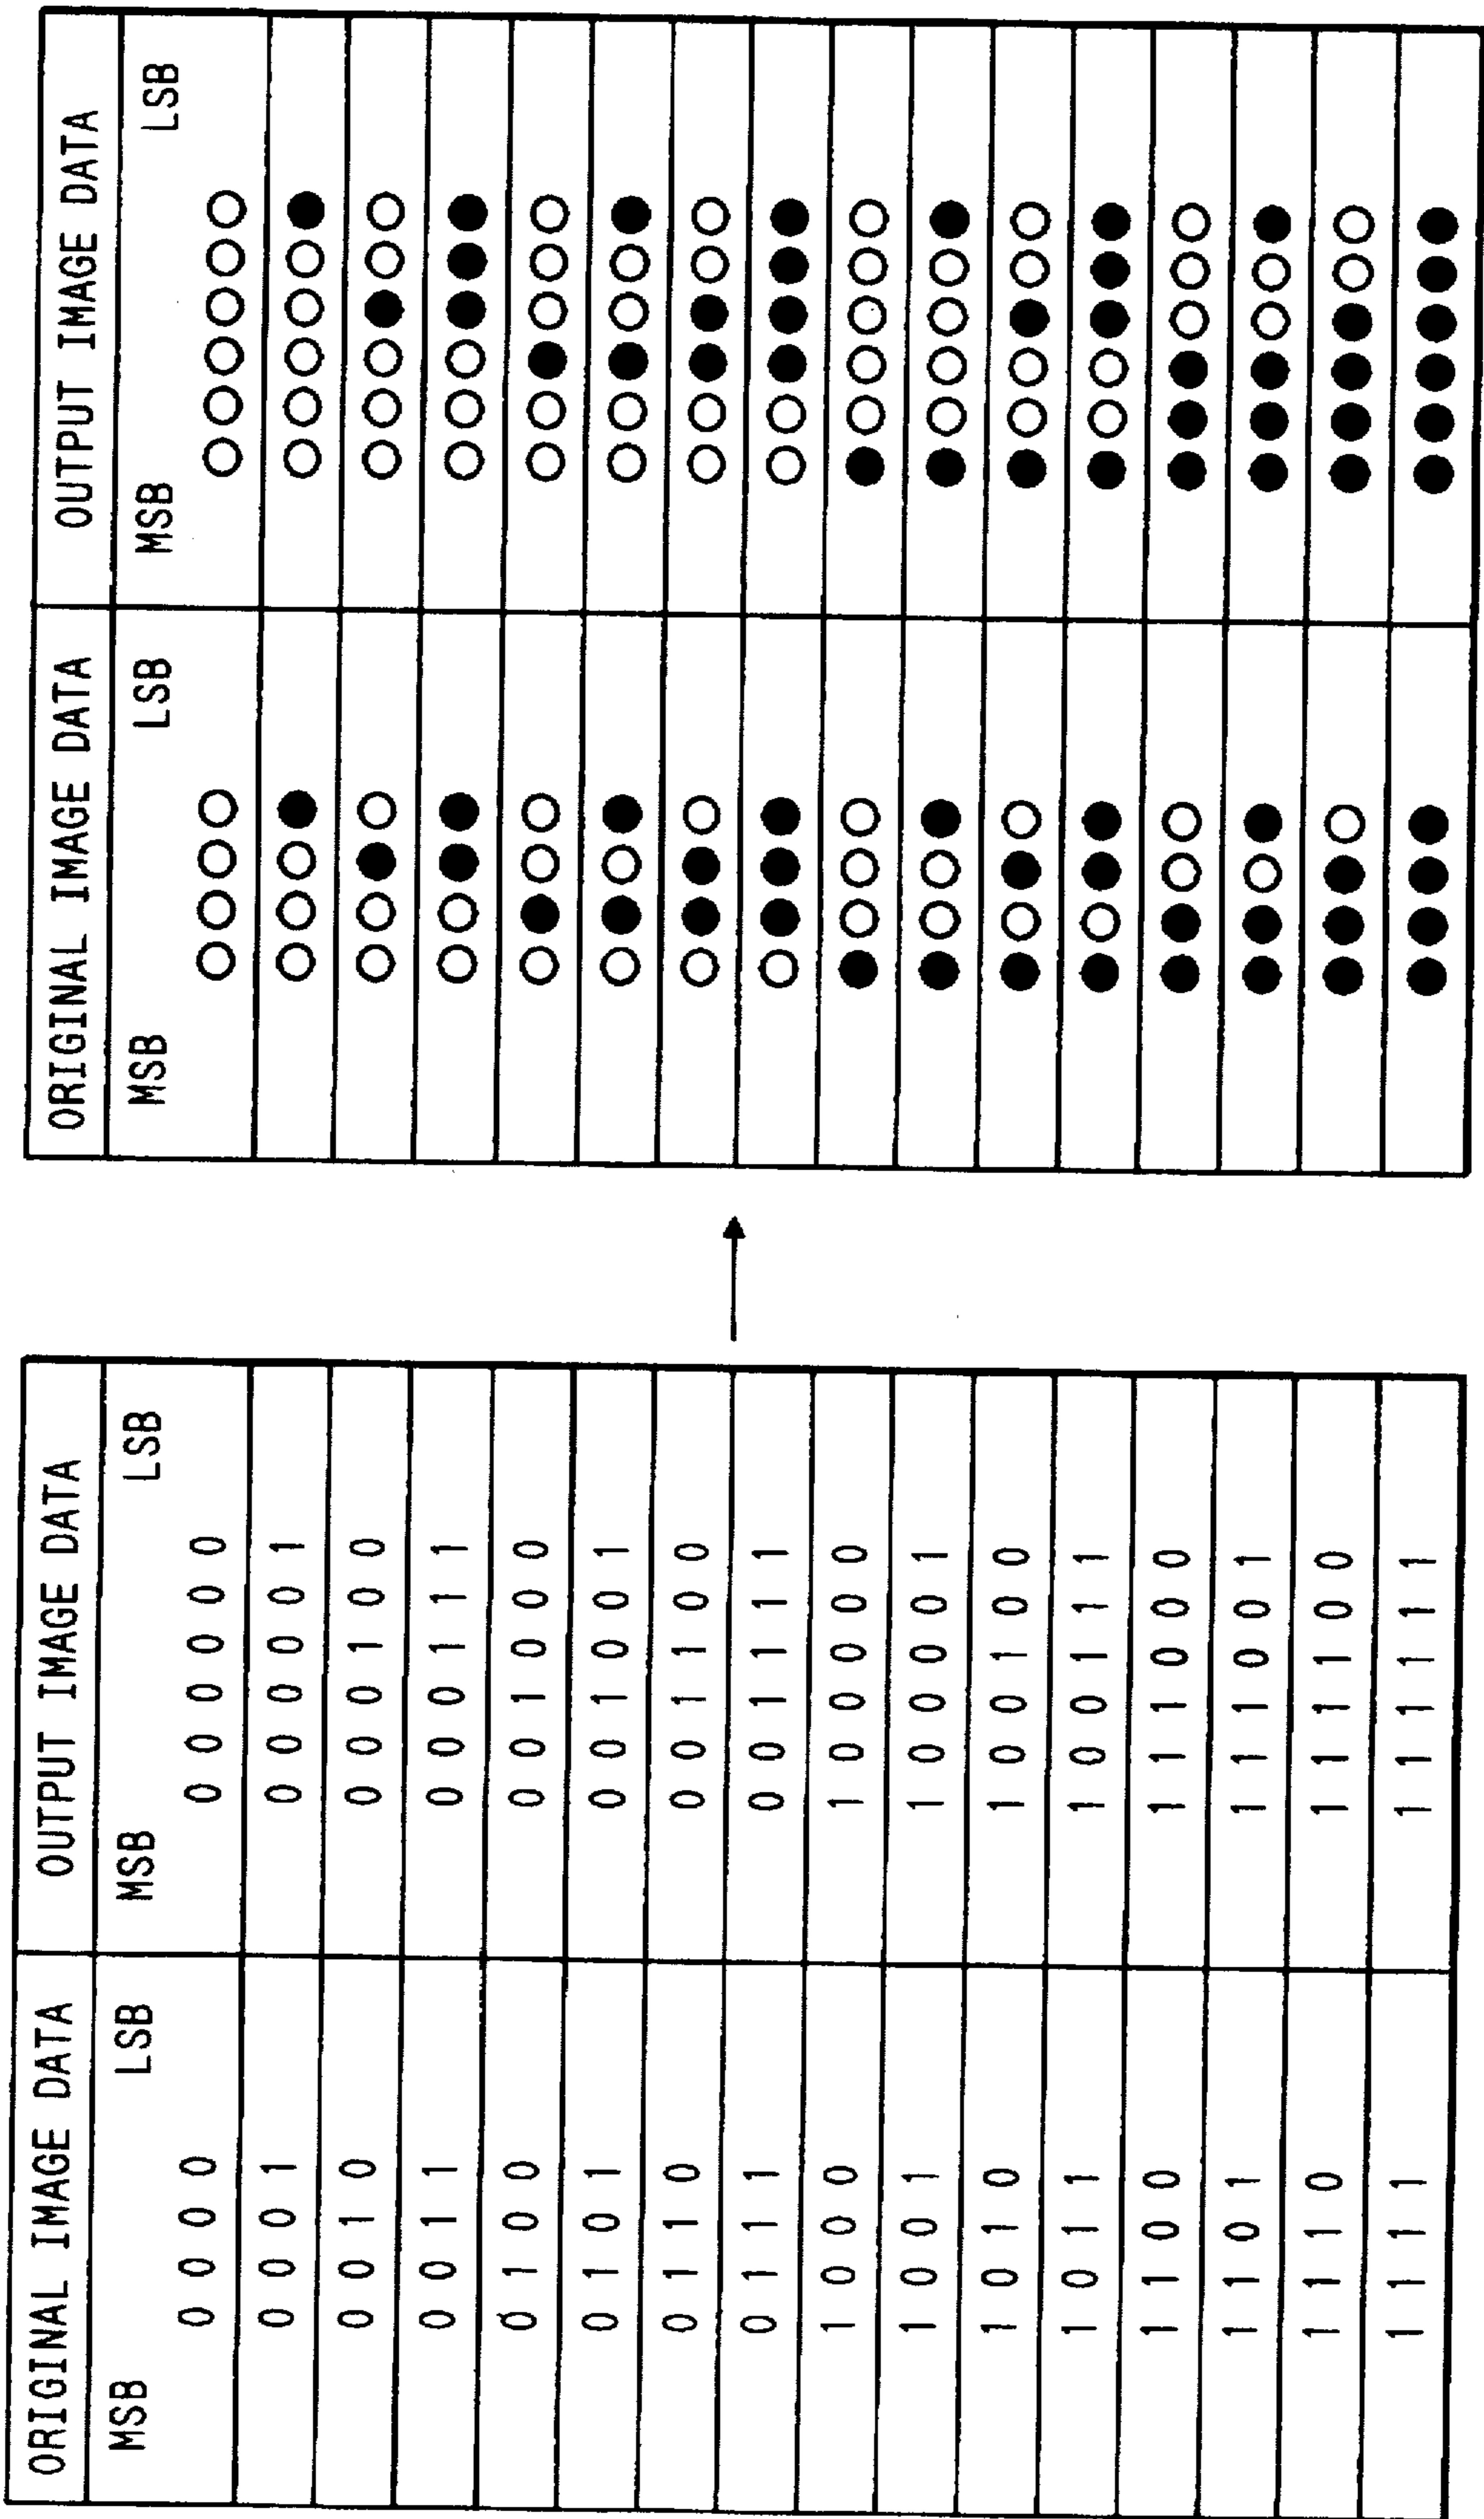 ORIGINAL IMAGE DATA OUTPUT IMAGE DATA
MSB LSB MSB LSB
0 0 0 0 0 0 0 0 0 0
0 0 0 1 0 0 0 0 0 1
0 0 1 0 0 0 0 1 0 0
0 0 1 1 0 0 0 1 1 1
0 1 0 0 0 0 1 0 0 0
0 1 0 1 0 0 1 0 0 1
0 1 1 0 0 0 1 1 0 0
0 1 1 1 0 0 1 1 1 1
1 0 0 0 1 0 0 0 0 0
1 0 0 1 1 0 0 0 0 1
1 0 1 0 1 0 0 1 0 0
1 0 1 1 1 0 0 1 1 1
1 1 0 0 1 1 1 0 0 0
1 1 0 1 1 1 1 0 0 1
1 1 1 0 1 1 1 1 0 0
1 1 1 1 1 1 1 1 1 1
ORIGINAL IMAGE DATA OUTPUT IMAGE DATA
MSB LSB MSB LSB